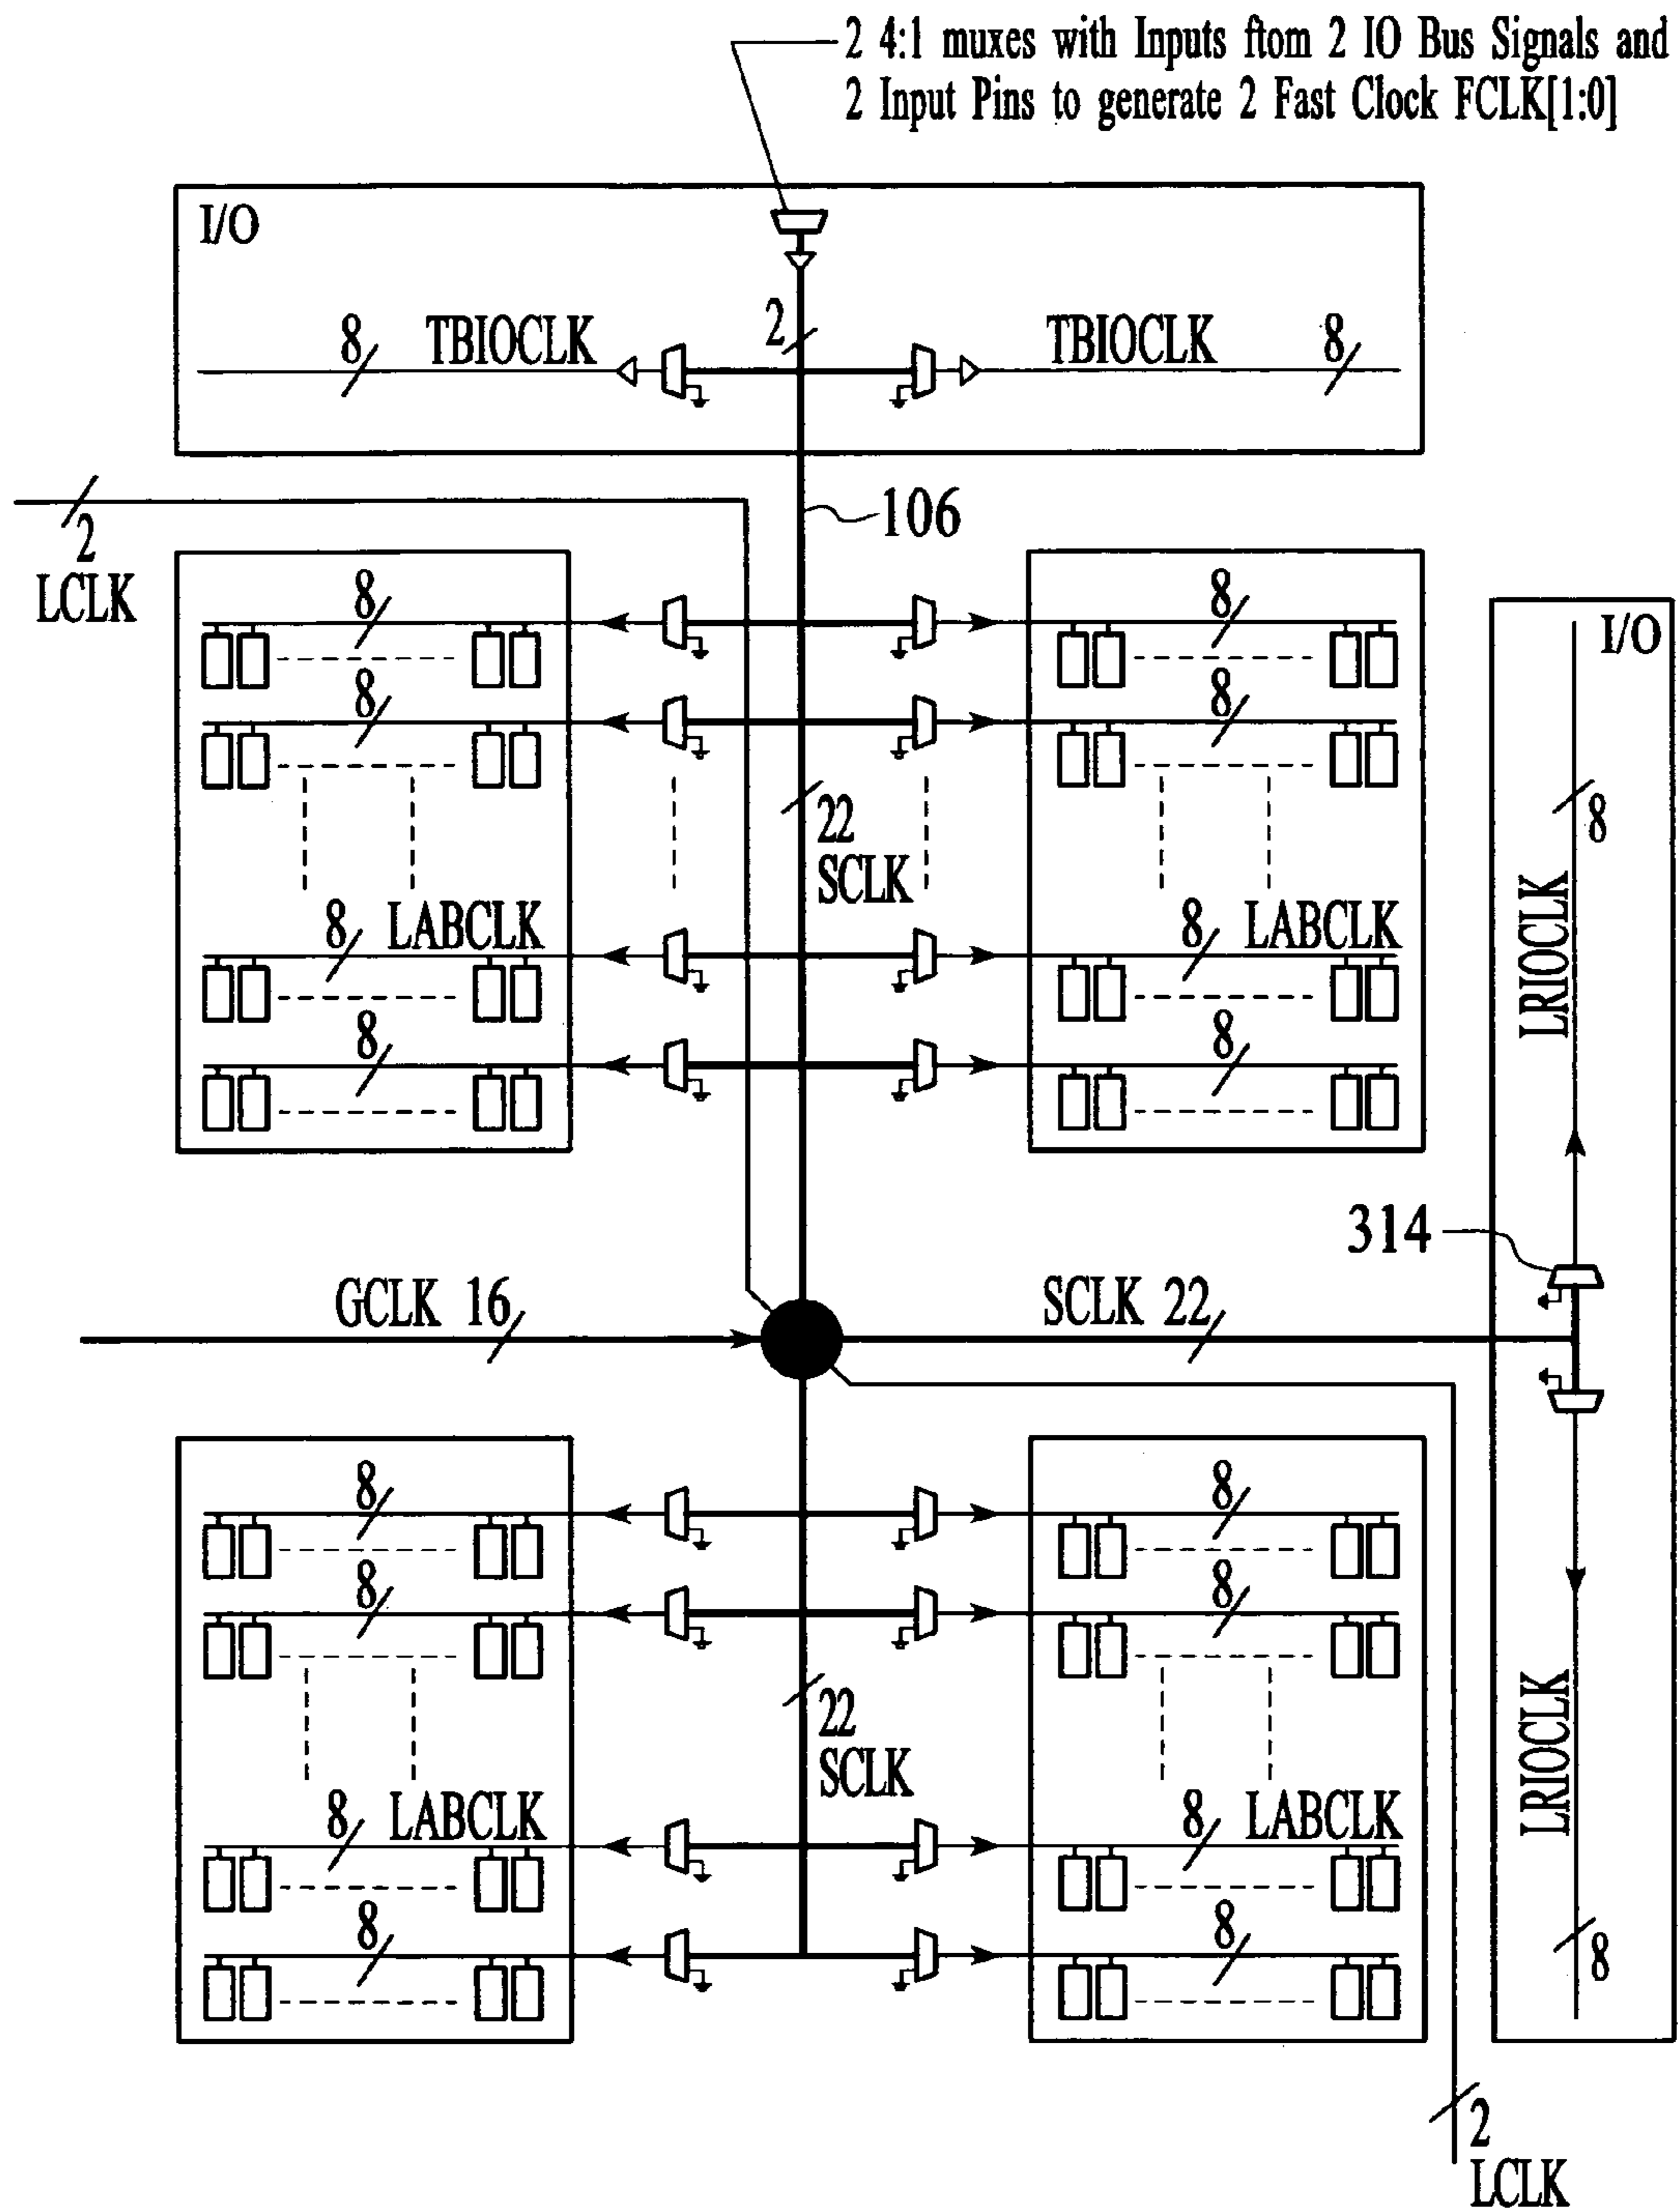 2 4:1 muxes with Inputs ftom 2 IO Bus Signals and
2 Input Pins to generate 2 Fast Clock FCLK[1:0]
I/O
2
8 TBIOCLK
TBIOCLK 8
106
2
LCLK
8
8
8
8
I/O
8
22
SCLK
8 LABCLK
8 LABCLK
LRIOCLK
8
8
314
GCLK 16
SCLK 22
8
8
8
8
22
SCLK
LRIOCLK
8 LABCLK
8 LABCLK
8
8
8
2
LCLK